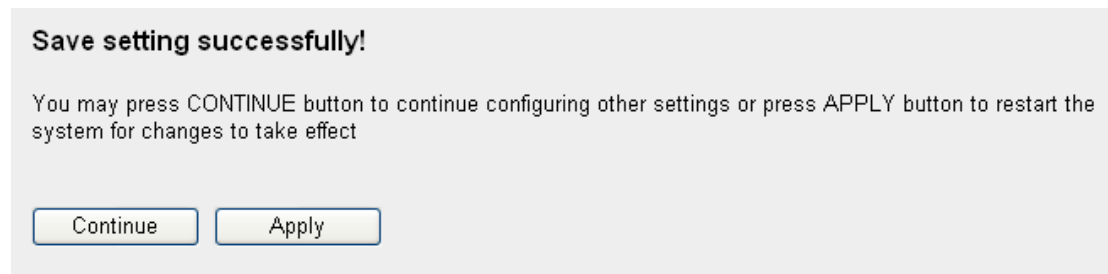 Save setting successfully!
You may press CONTINUE button to continue configuring other settings or press APPLY button to restart the
system for changes to take effect
Continue Apply